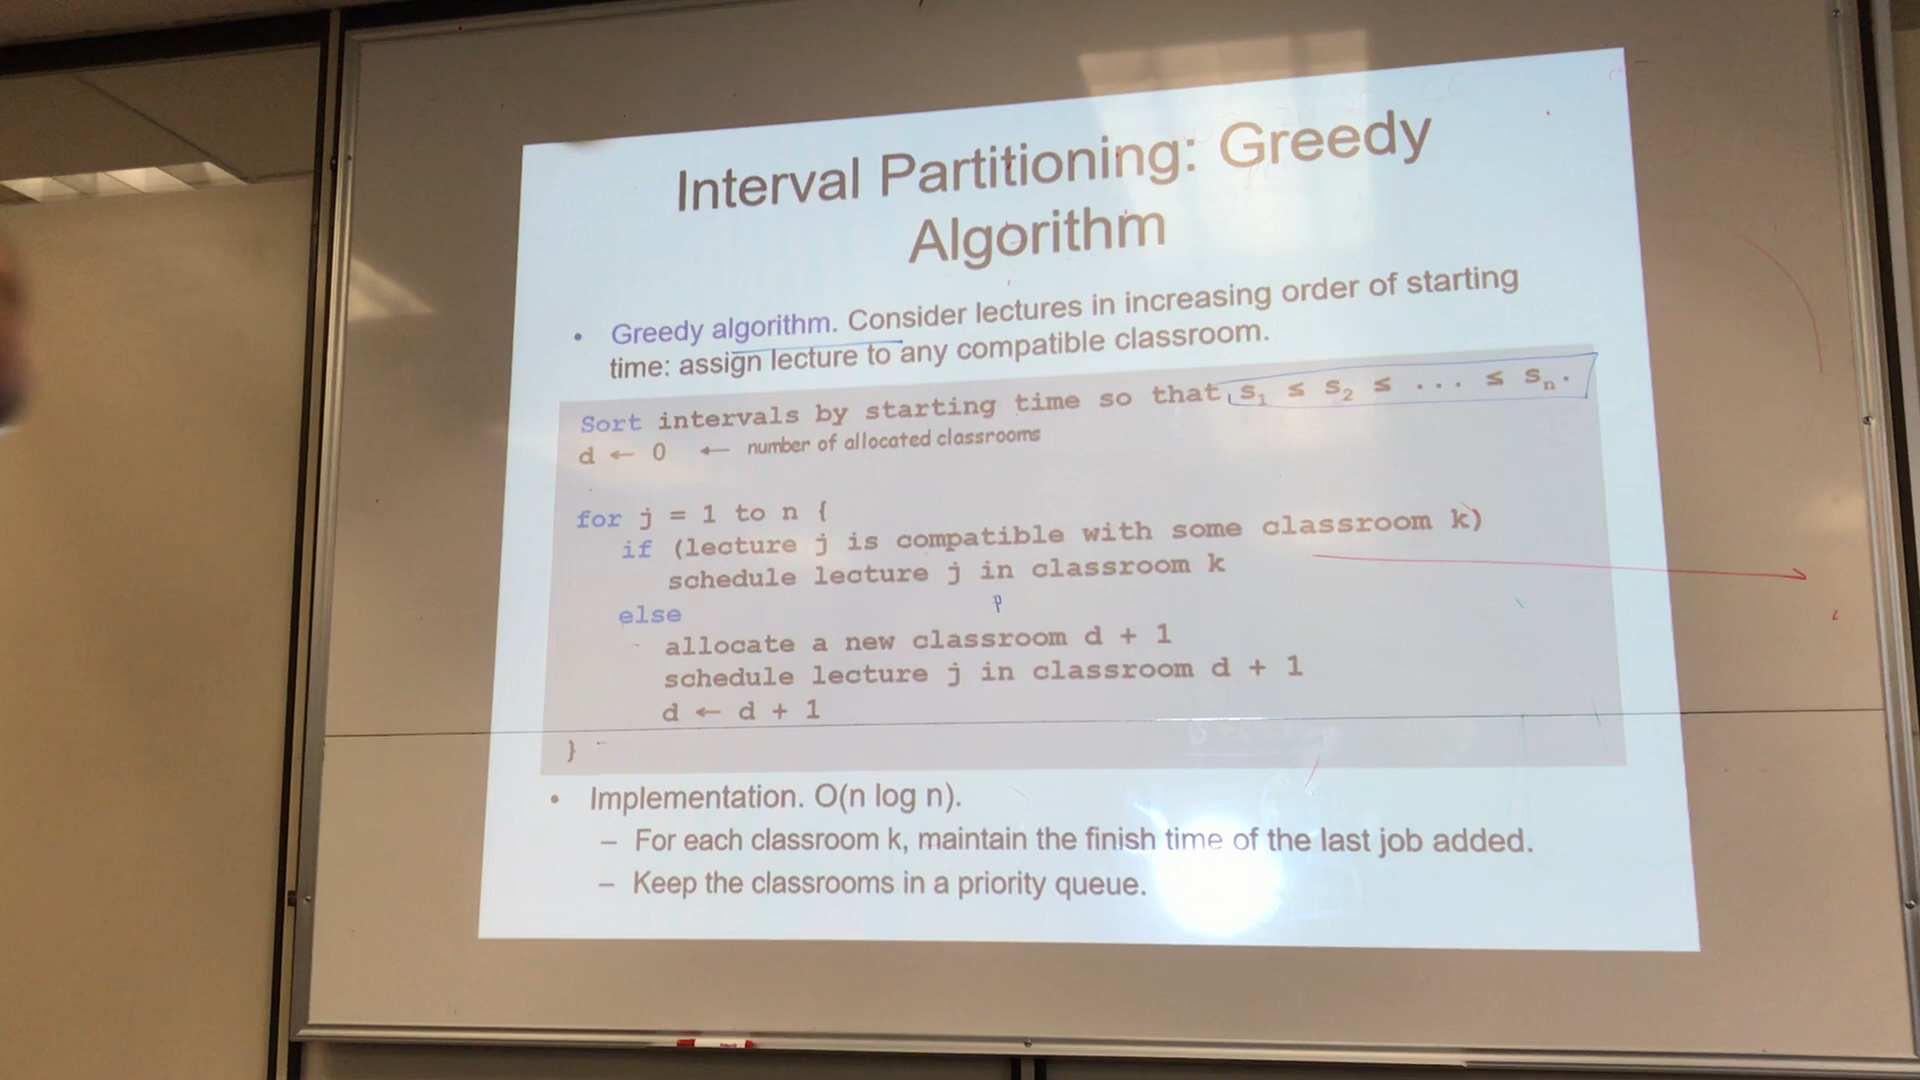 Interval Partitioning: Greedy
Algorithm
• Greedy algorithm. Consider lectures in increasing order of starting
time: assign lecture to any compatible classroom.
Sort intervals by starting time so that s₁ ≤ s₂ ≤ ... ≤ sₙ.
d ← 0 ← number of allocated classrooms
for j = 1 to n {
if (lecture j is compatible with some classroom k)
schedule lecture j in classroom k
else
allocate a new classroom d + 1
schedule lecture j in classroom d + 1
d ← d + 1
}
• Implementation. O(n log n).
– For each classroom k, maintain the finish time of the last job added.
– Keep the classrooms in a priority queue.